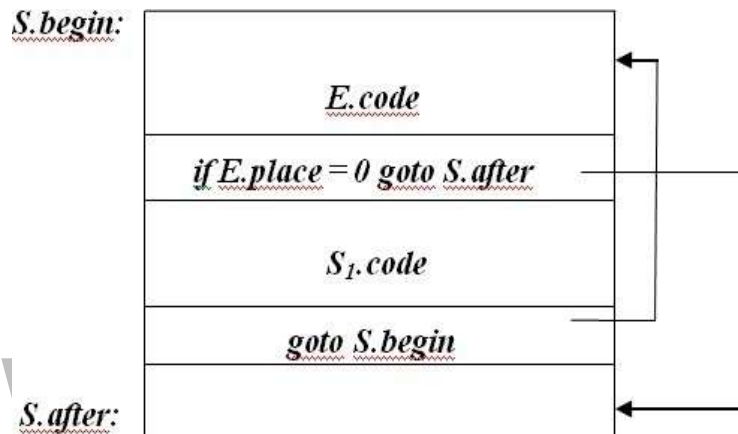 S.begin:
E.code
if E.place = 0 goto S.after
S₁.code
goto S.begin
S.after: